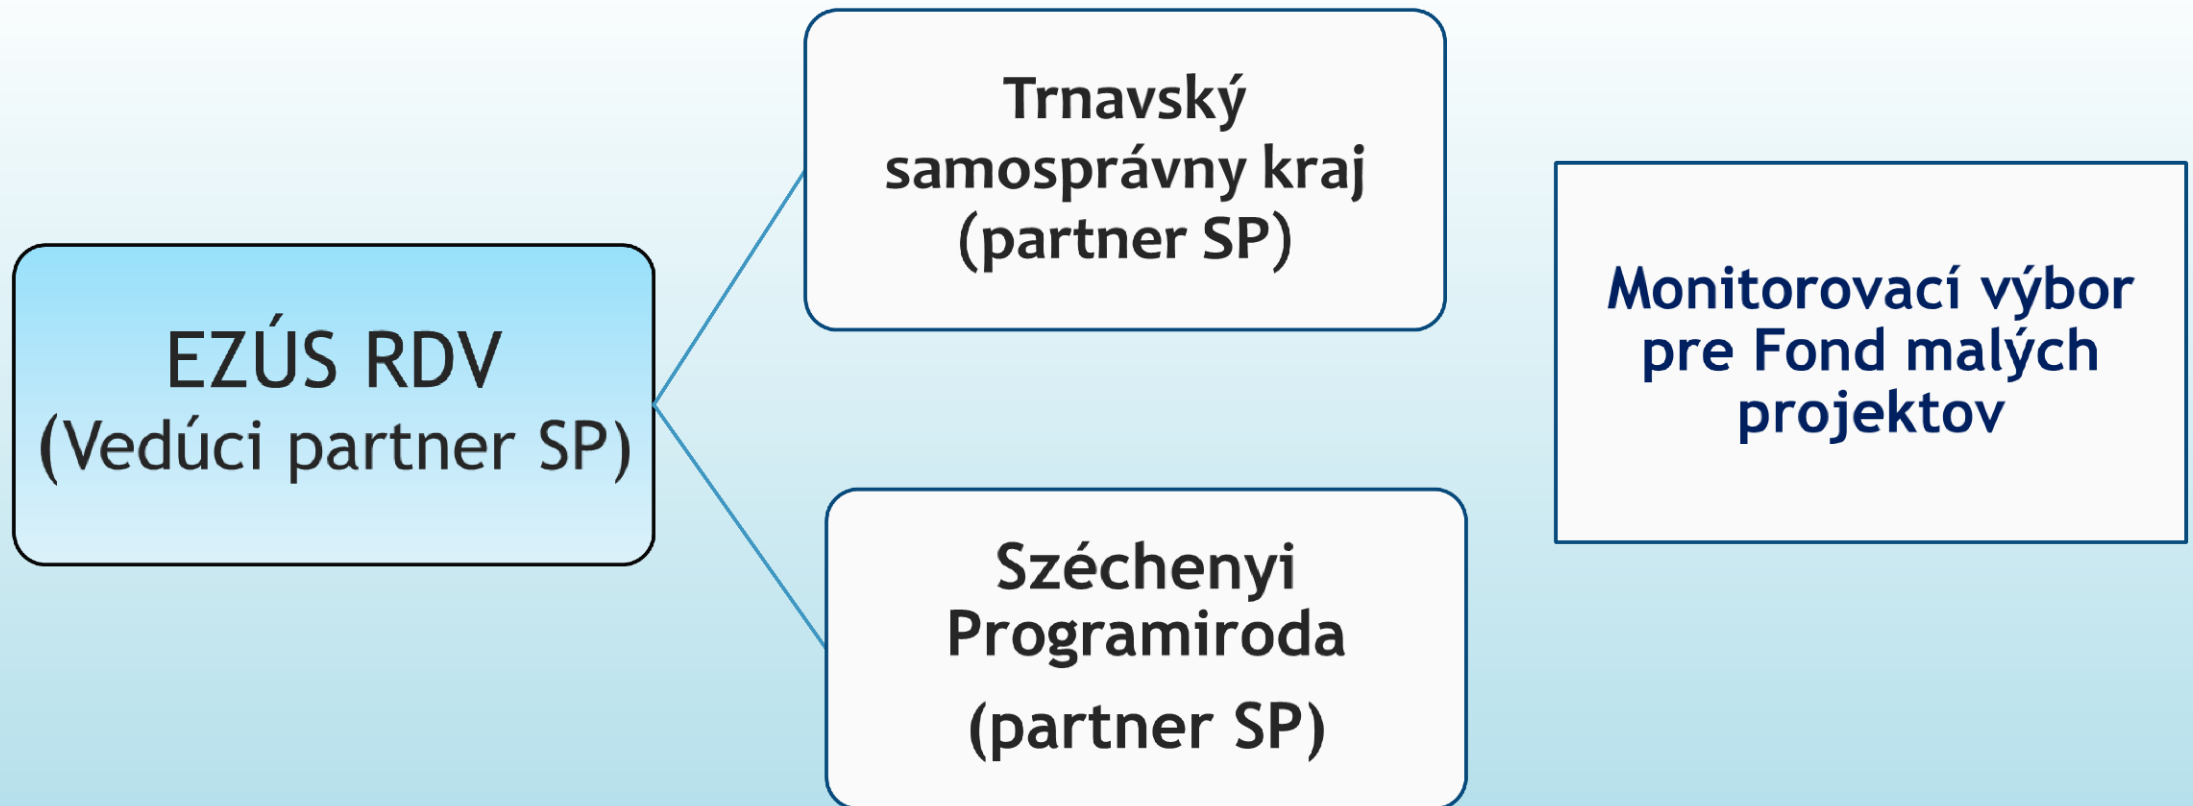 EZÚS RDV
(Vedúci partner SP)
Trnavský
samosprávny kraj
(partner SP)
Széchenyi
Programiroda
(partner SP)
Monitorovací výbor
pre Fond malých
projektov